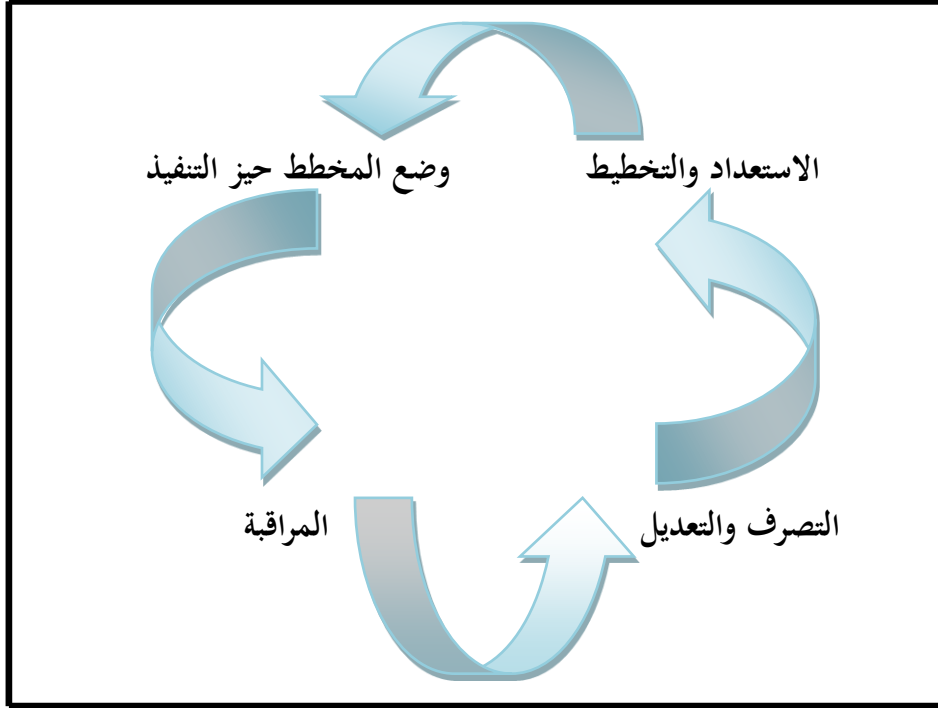 الاستعداد والتخطيط
وضع المخطط حيز التنفيذ
المراقبة
التصرف والتعديل